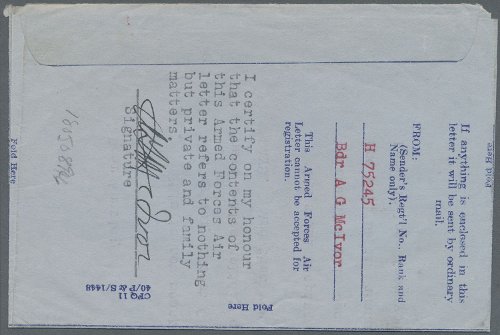 Fold Here
If anything is enclosed in this
letter it will be sent by ordinary
mail.
FROM:
(Sender's Regt'l No., Rank and
Name only).
H 75245
Bdr A G McIvor
This Armed Forces Air
Letter cannot be accepted for
registration.
I certify on my honour
that the contents of
this Armed Forces Air
letter refers to nothing
but private and family
matters.
Signature
Fold Here
Fold Here
CPQ 11
40/P & S/1448